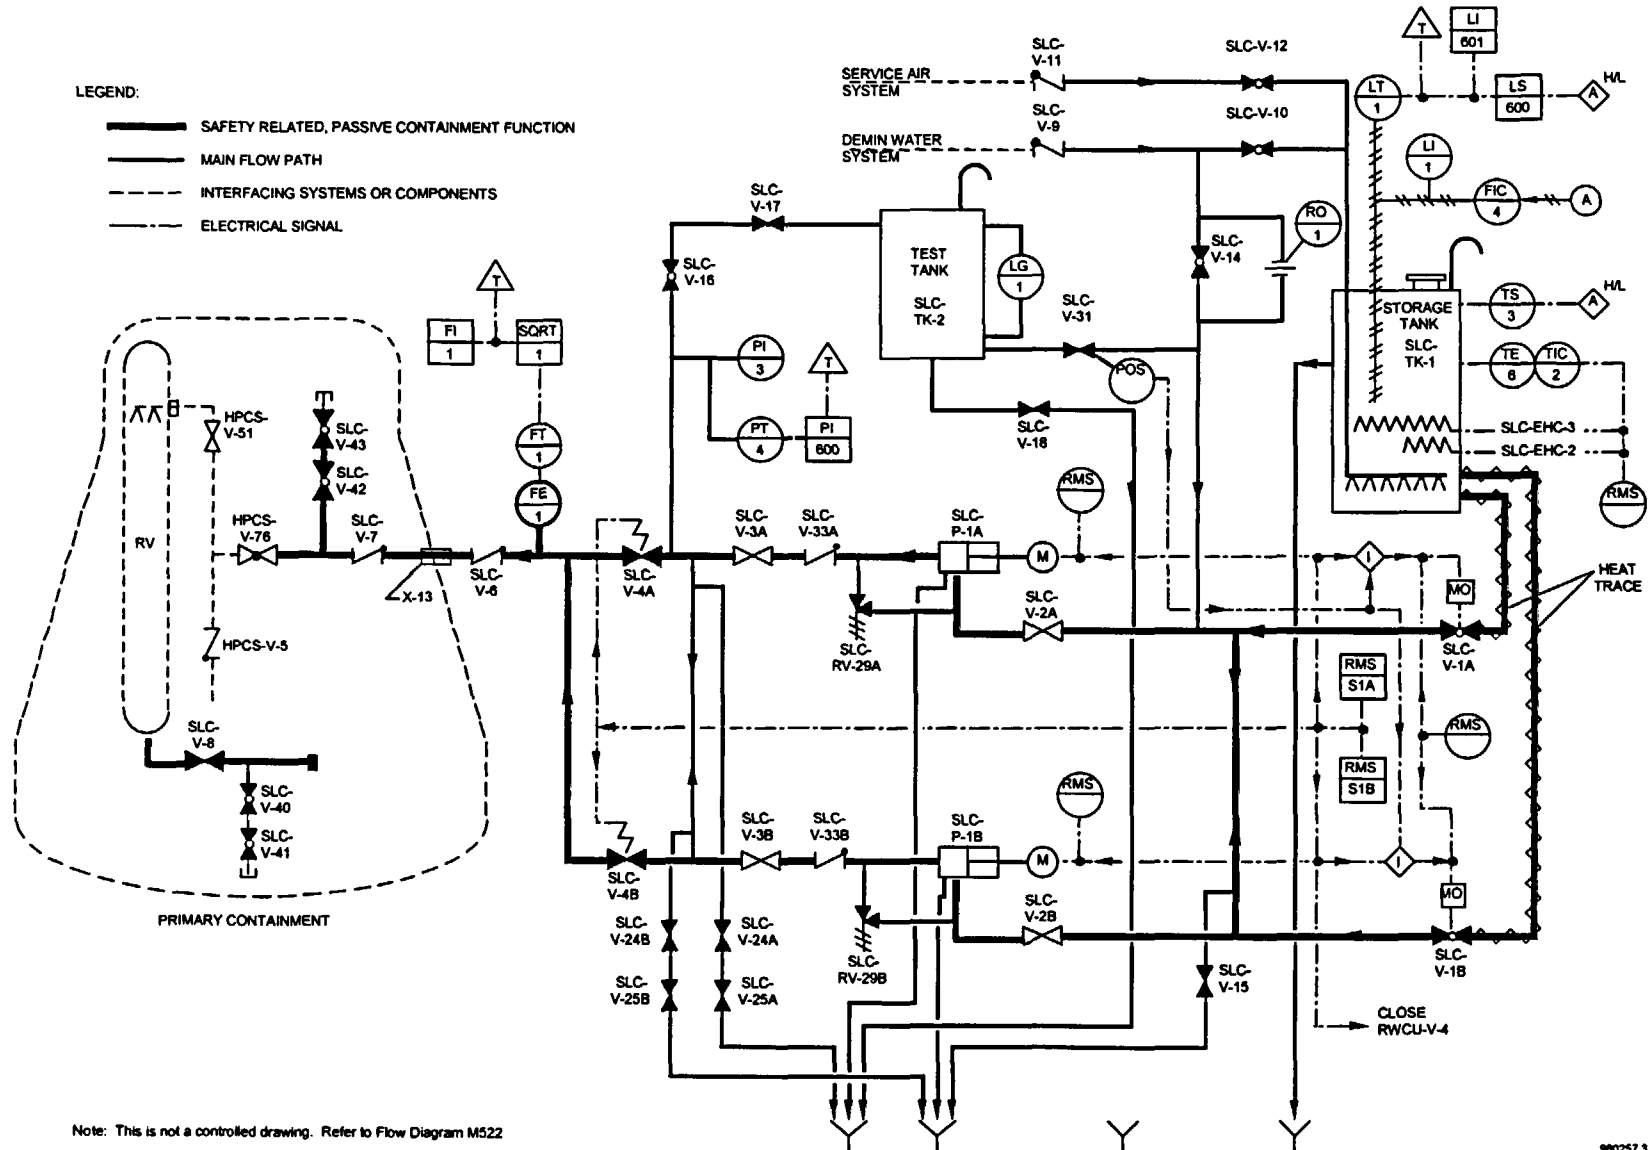 LEGEND:
SAFETY RELATED, PASSIVE CONTAINMENT FUNCTION
MAIN FLOW PATH
INTERFACING SYSTEMS OR COMPONENTS
ELECTRICAL SIGNAL
SERVICE AIR
SYSTEM
SLC-
V-11
SLC-V-12
DEMIN WATER
SYSTEM
SLC-
V-9
SLC-V-10
T
LI
601
LT
1
LS
600
A
H/L
LI
1
FIC
4
A
SLC-
V-17
SLC-
V-16
TEST
TANK
SLC-
TK-2
LG
1
SLC-
V-14
RO
1
SLC-
V-31
POS
SLC-
V-18
STORAGE
TANK
SLC-
TK-1
TS
3
A
H/L
TE
6
TIC
2
SLC-EHC-3
SLC-EHC-2
RMS
T
FI
1
SQRT
1
PI
3
T
PT
4
PI
600
FT
1
FE
1
RV
HPCS-
V-51
SLC-
V-43
SLC-
V-42
HPCS-
V-76
SLC-
V-7
X-13
SLC-
V-6
SLC-
V-4A
SLC-
V-3A
SLC-
V-33A
SLC-
P-1A
M
RMS
I
MO
HEAT
TRACE
SLC-
V-2A
SLC-
RV-29A
SLC-
V-1A
HPCS-V-5
RMS
S1A
RMS
RMS
S1B
SLC-
V-8
SLC-
V-40
SLC-
V-41
PRIMARY CONTAINMENT
SLC-
V-4B
SLC-
V-3B
SLC-
V-33B
SLC-
P-1B
M
RMS
I
MO
SLC-
V-2B
SLC-
RV-29B
SLC-
V-1B
SLC-
V-24B
SLC-
V-24A
SLC-
V-25B
SLC-
V-25A
SLC-
V-15
CLOSE
RWCU-V-4
Note: This is not a controlled drawing. Refer to Flow Diagram M522
980257.3